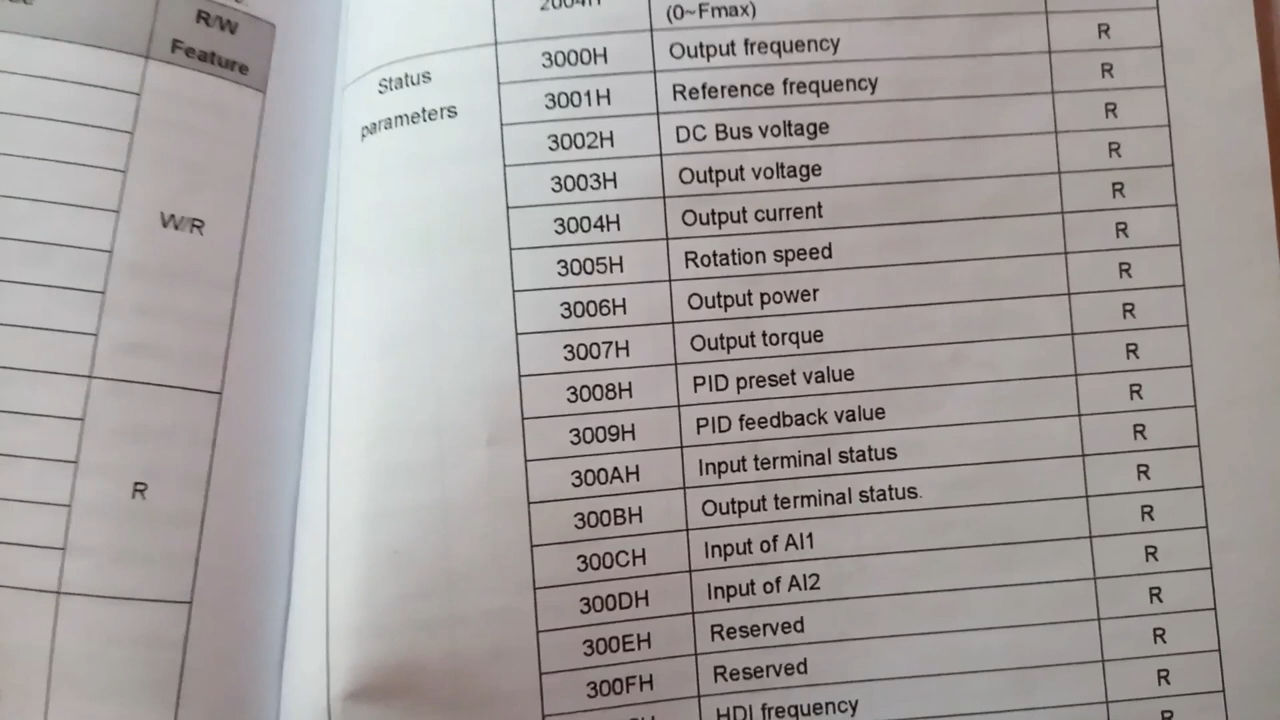 R/W
Feature
W/R
R
(0~Fmax)
Status
parameters
3000H Output frequency R
3001H Reference frequency R
3002H DC Bus voltage R
3003H Output voltage R
3004H Output current R
3005H Rotation speed R
3006H Output power R
3007H Output torque R
3008H PID preset value R
3009H PID feedback value R
300AH Input terminal status R
300BH Output terminal status. R
300CH Input of AI1 R
300DH Input of AI2 R
300EH Reserved R
300FH Reserved R
HDI frequency R